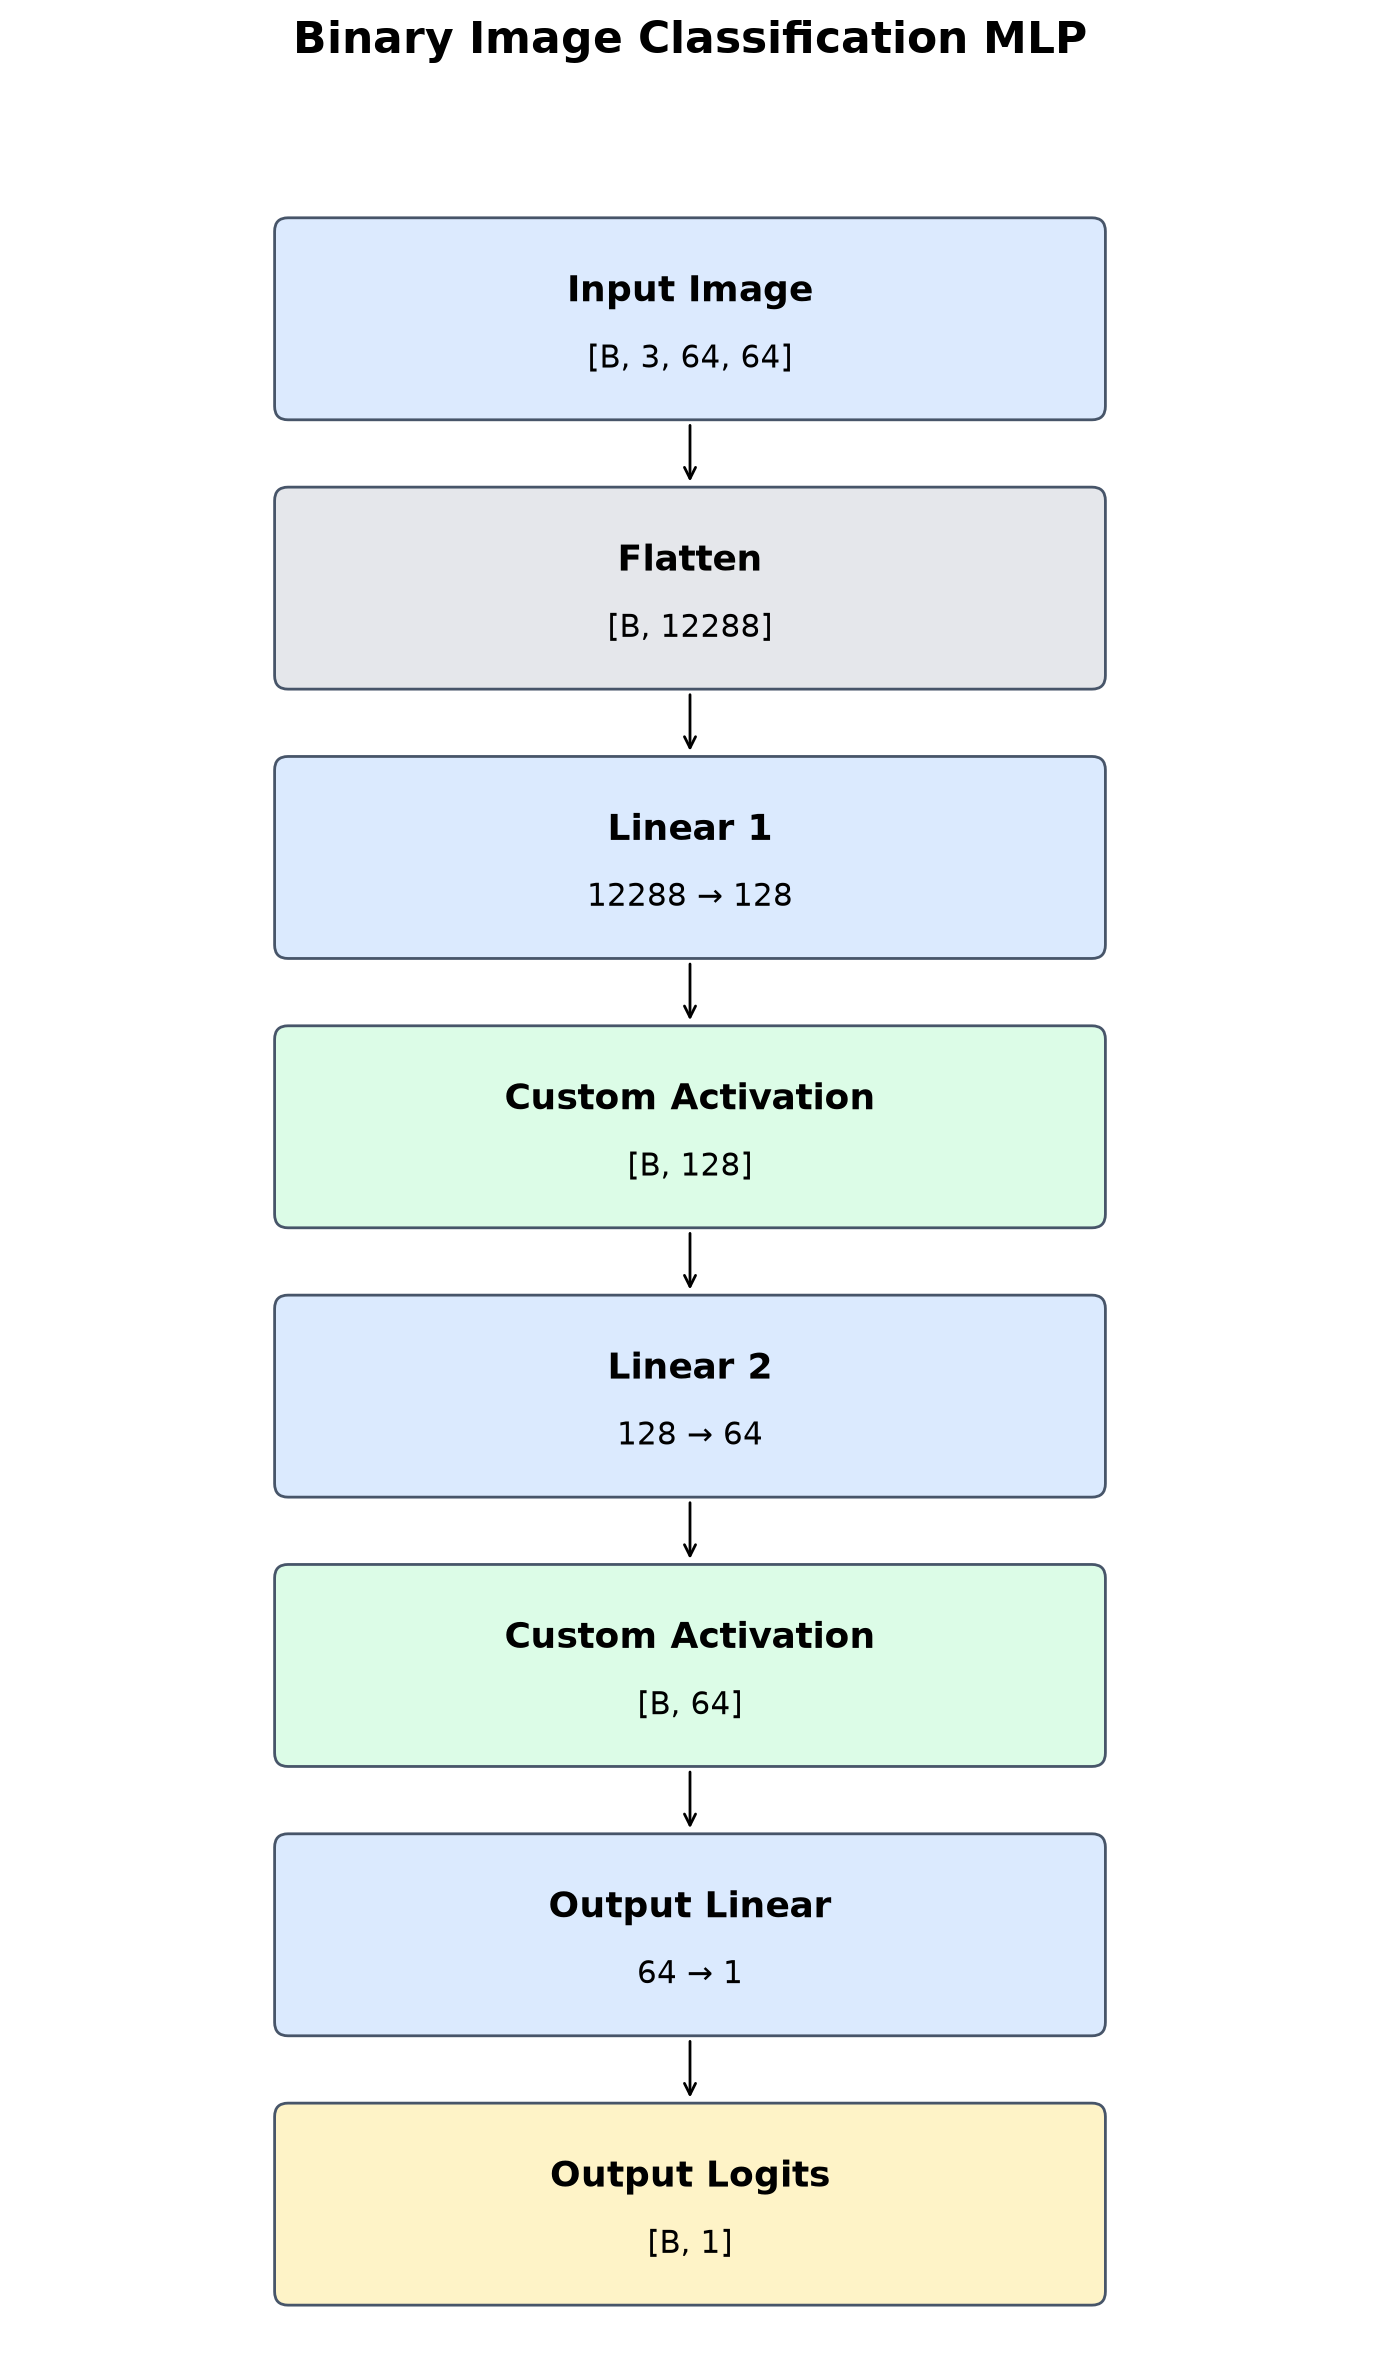 Binary Image Classification MLP
Input Image
[B, 3, 64, 64]
Flatten
[B, 12288]
Linear 1
12288 → 128
Custom Activation
[B, 128]
Linear 2
128 → 64
Custom Activation
[B, 64]
Output Linear
64 → 1
Output Logits
[B, 1]